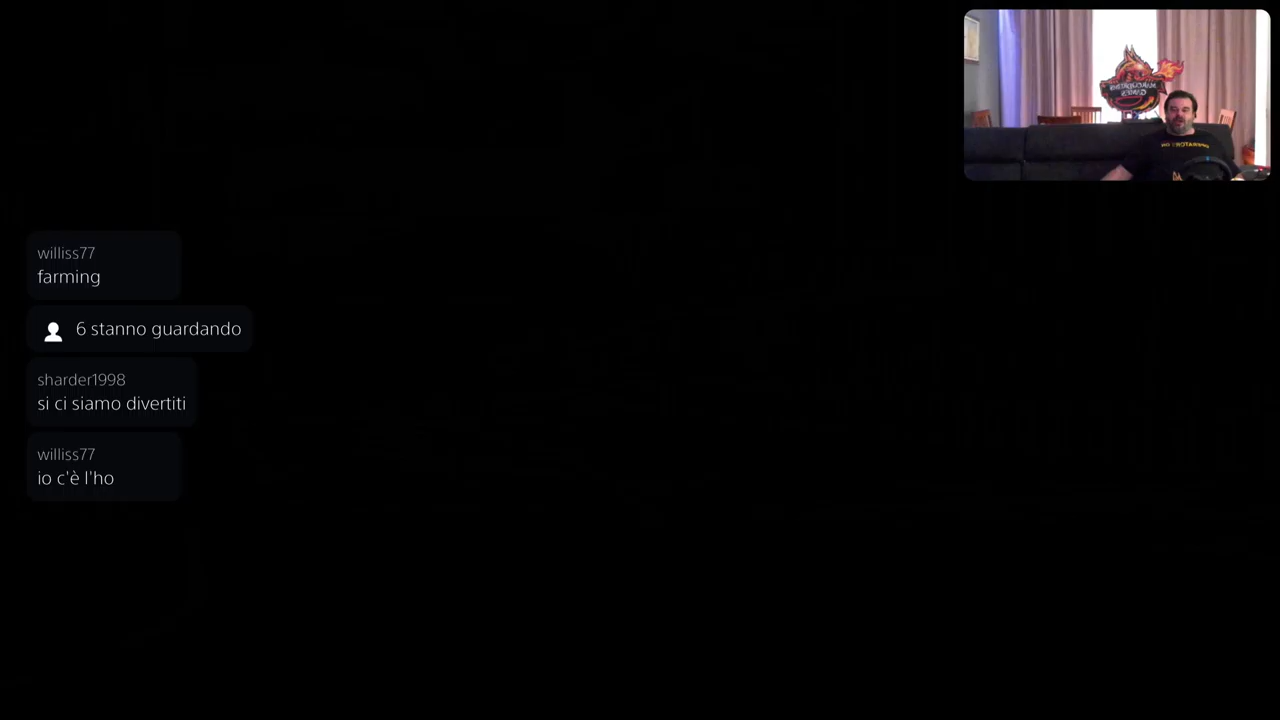 williss77
farming
6 stanno guardando
sharder1998
si ci siamo divertiti
williss77
io c'è l'ho